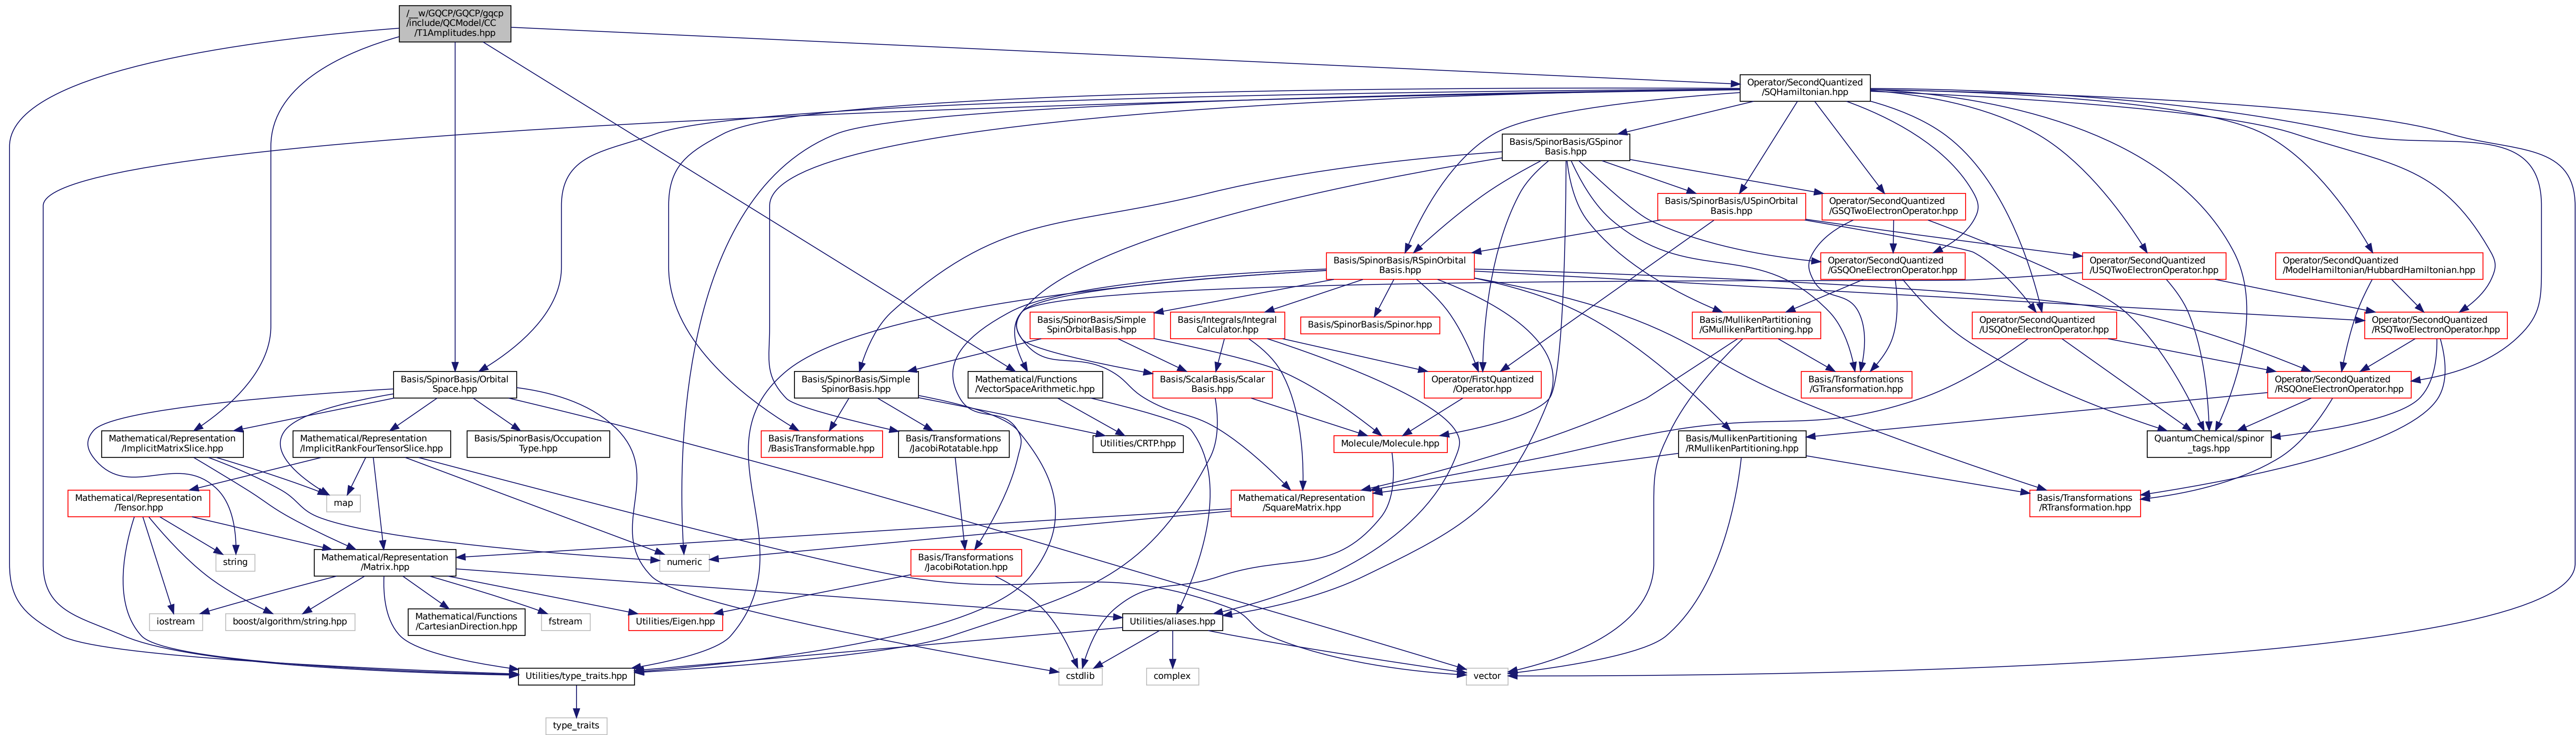 /__w/GQCP/GQCP/gqcp
/include/QCModel/CC
/T1Amplitudes.hpp
Operator/SecondQuantized
/SQHamiltonian.hpp
Basis/SpinorBasis/GSpinor
Basis.hpp
Basis/SpinorBasis/USpinOrbital
Basis.hpp
Operator/SecondQuantized
/GSQTwoElectronOperator.hpp
Basis/SpinorBasis/RSpinOrbital
Basis.hpp
Operator/SecondQuantized
/GSQOneElectronOperator.hpp
Operator/SecondQuantized
/USQTwoElectronOperator.hpp
Operator/SecondQuantized
/ModelHamiltonian/HubbardHamiltonian.hpp
Basis/SpinorBasis/Simple
SpinOrbitalBasis.hpp
Basis/Integrals/Integral
Calculator.hpp
Basis/SpinorBasis/Spinor.hpp
Basis/MullikenPartitioning
/GMullikenPartitioning.hpp
Operator/SecondQuantized
/USQOneElectronOperator.hpp
Operator/SecondQuantized
/RSQTwoElectronOperator.hpp
Basis/SpinorBasis/Orbital
Space.hpp
Basis/SpinorBasis/Simple
SpinorBasis.hpp
Mathematical/Functions
/VectorSpaceArithmetic.hpp
Basis/ScalarBasis/Scalar
Basis.hpp
Operator/FirstQuantized
/Operator.hpp
Basis/Transformations
/GTransformation.hpp
Operator/SecondQuantized
/RSQOneElectronOperator.hpp
Mathematical/Representation
/ImplicitMatrixSlice.hpp
Mathematical/Representation
/ImplicitRankFourTensorSlice.hpp
Basis/SpinorBasis/Occupation
Type.hpp
Basis/Transformations
/BasisTransformable.hpp
Basis/Transformations
/JacobiRotatable.hpp
Utilities/CRTP.hpp
Molecule/Molecule.hpp
Basis/MullikenPartitioning
/RMullikenPartitioning.hpp
QuantumChemical/spinor
_tags.hpp
Mathematical/Representation
/Tensor.hpp
map
Mathematical/Representation
/SquareMatrix.hpp
Basis/Transformations
/RTransformation.hpp
string
Mathematical/Representation
/Matrix.hpp
numeric
Basis/Transformations
/JacobiRotation.hpp
iostream
boost/algorithm/string.hpp
Mathematical/Functions
/CartesianDirection.hpp
fstream
Utilities/Eigen.hpp
Utilities/aliases.hpp
Utilities/type_traits.hpp
cstdlib
complex
vector
type_traits